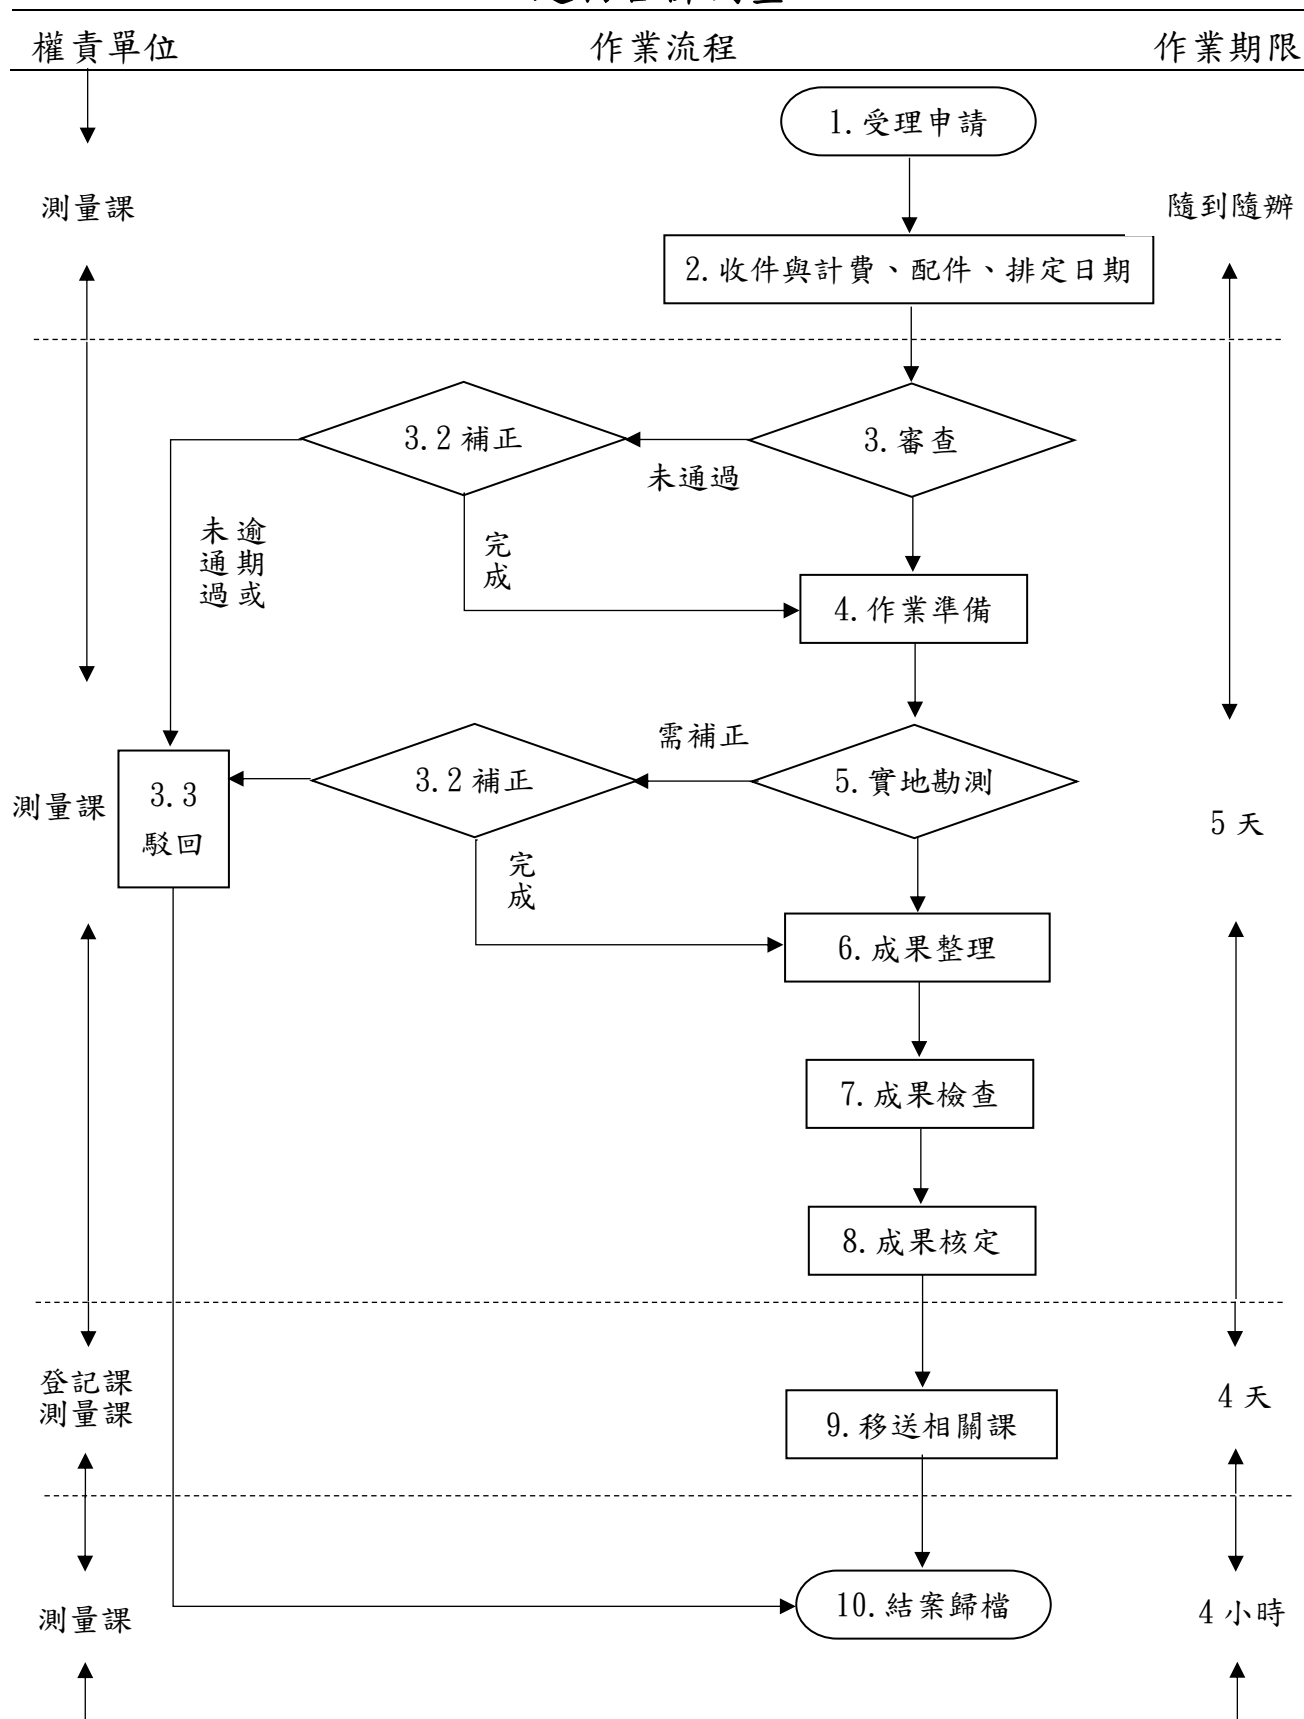 權責單位 作業流程 作業期限
1.受理申請
測量課
隨到隨辦
2.收件與計費、配件、排定日期
3.2補正
3.審查
未通過
未通過或
逾期
完成
4.作業準備
需補正
3.2補正
5.實地勘測
測量課
3.3
駁回
5天
完成
6.成果整理
7.成果檢查
8.成果核定
登記課
測量課
4天
9.移送相關課
10.結案歸檔
測量課
4小時